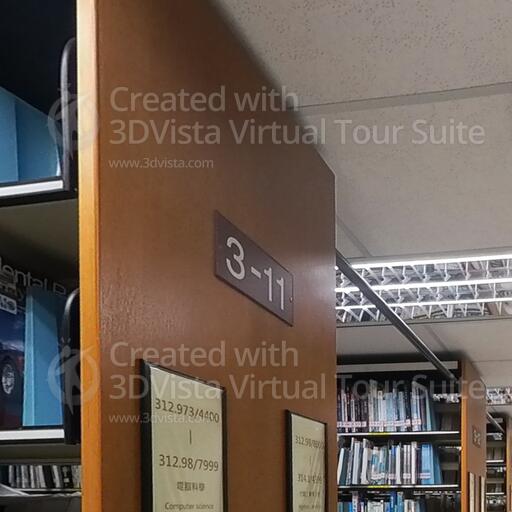 Created with
3DVista Virtual Tour Suite
www.3dvista.com
3-11
Created with
3DVista Virtual Tour Suite
www.3dvista.com
312.973/4400
|
312.98/7999
電腦科學
Computer science